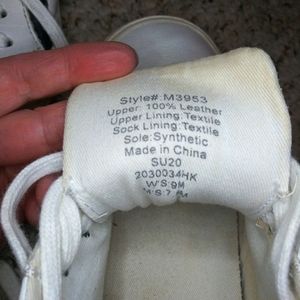 Style#: M3953
Upper: 100% Leather
Upper Lining: Textile
Sock Lining: Textile
Sole: Synthetic
Made in China
SU20
2030034HK
W'S: 9M
M'S: 7